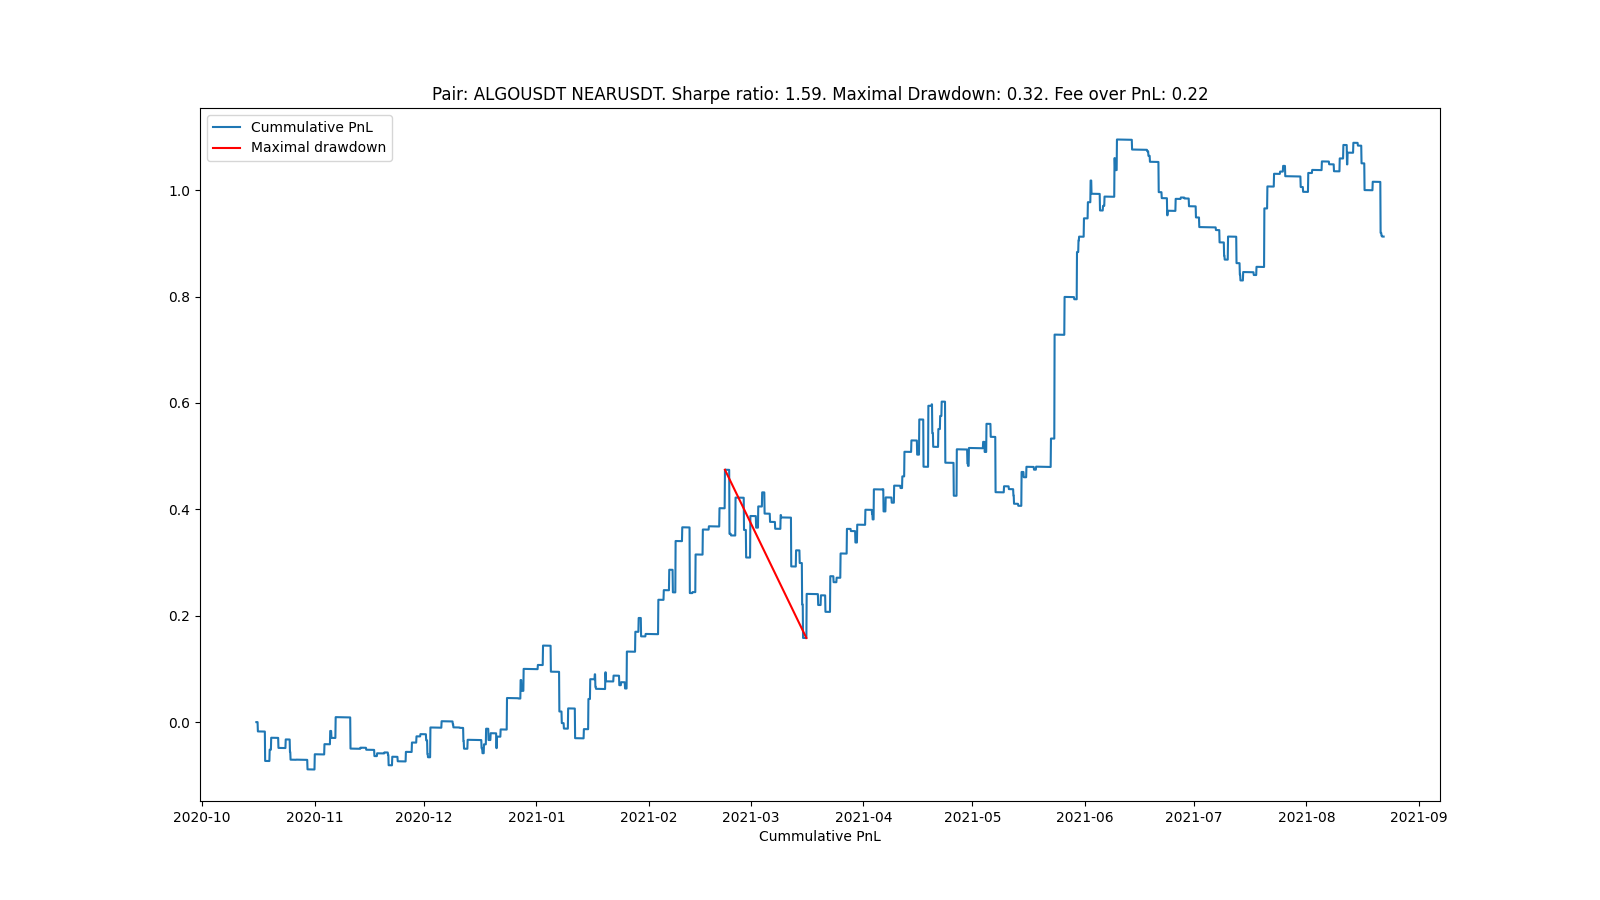 Pair: ALGOUSDT NEARUSDT. Sharpe ratio: 1.59. Maximal Drawdown: 0.32. Fee over PnL: 0.22
Cummulative PnL
Maximal drawdown
1.0
0.8
0.6
0.4
0.2
0.0
2020-10 2020-11 2020-12 2021-01 2021-02 2021-03 2021-04 2021-05 2021-06 2021-07 2021-08 2021-09
Cummulative PnL